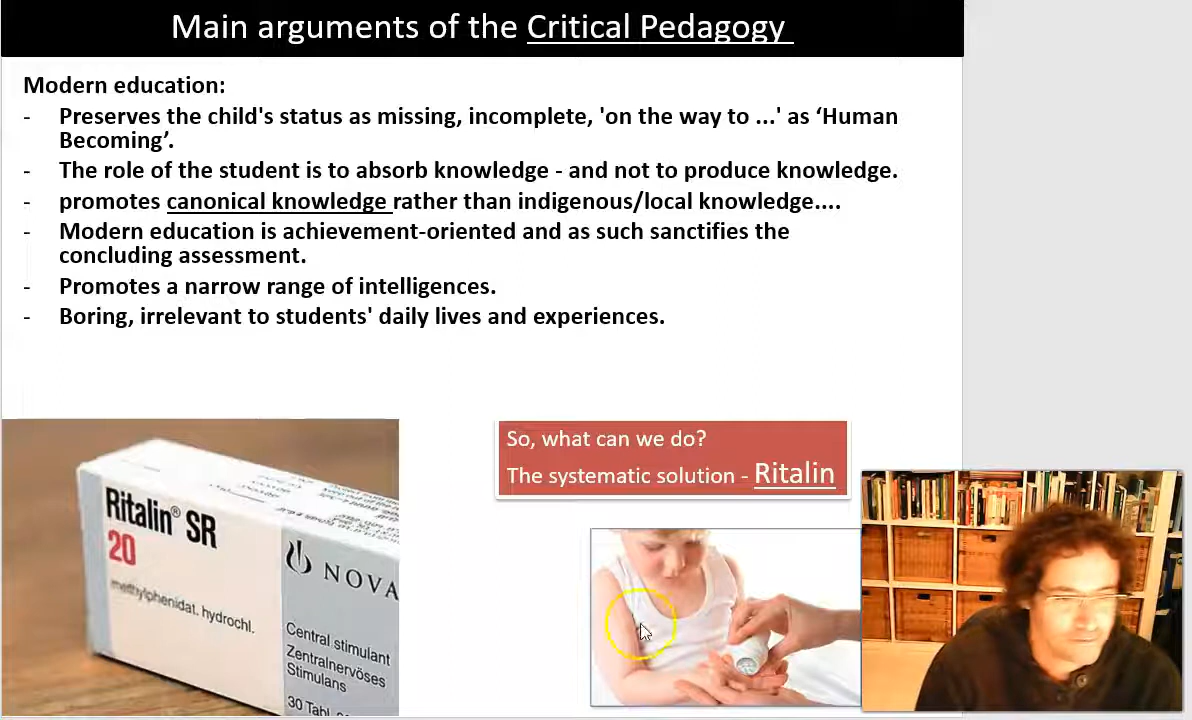 Main arguments of the Critical Pedagogy
Modern education:
- Preserves the child's status as missing, incomplete, 'on the way to ...' as ‘Human
Becoming’.
- The role of the student is to absorb knowledge - and not to produce knowledge.
- promotes canonical knowledge rather than indigenous/local knowledge....
- Modern education is achievement-oriented and as such sanctifies the
concluding assessment.
- Promotes a narrow range of intelligences.
- Boring, irrelevant to students' daily lives and experiences.
So, what can we do?
The systematic solution - Ritalin
Ritalin® SR
20
methylphenidat. hydrochl.
NOVA
Central stimulant
Zentralnervöses
Stimulans
30 Tabl.